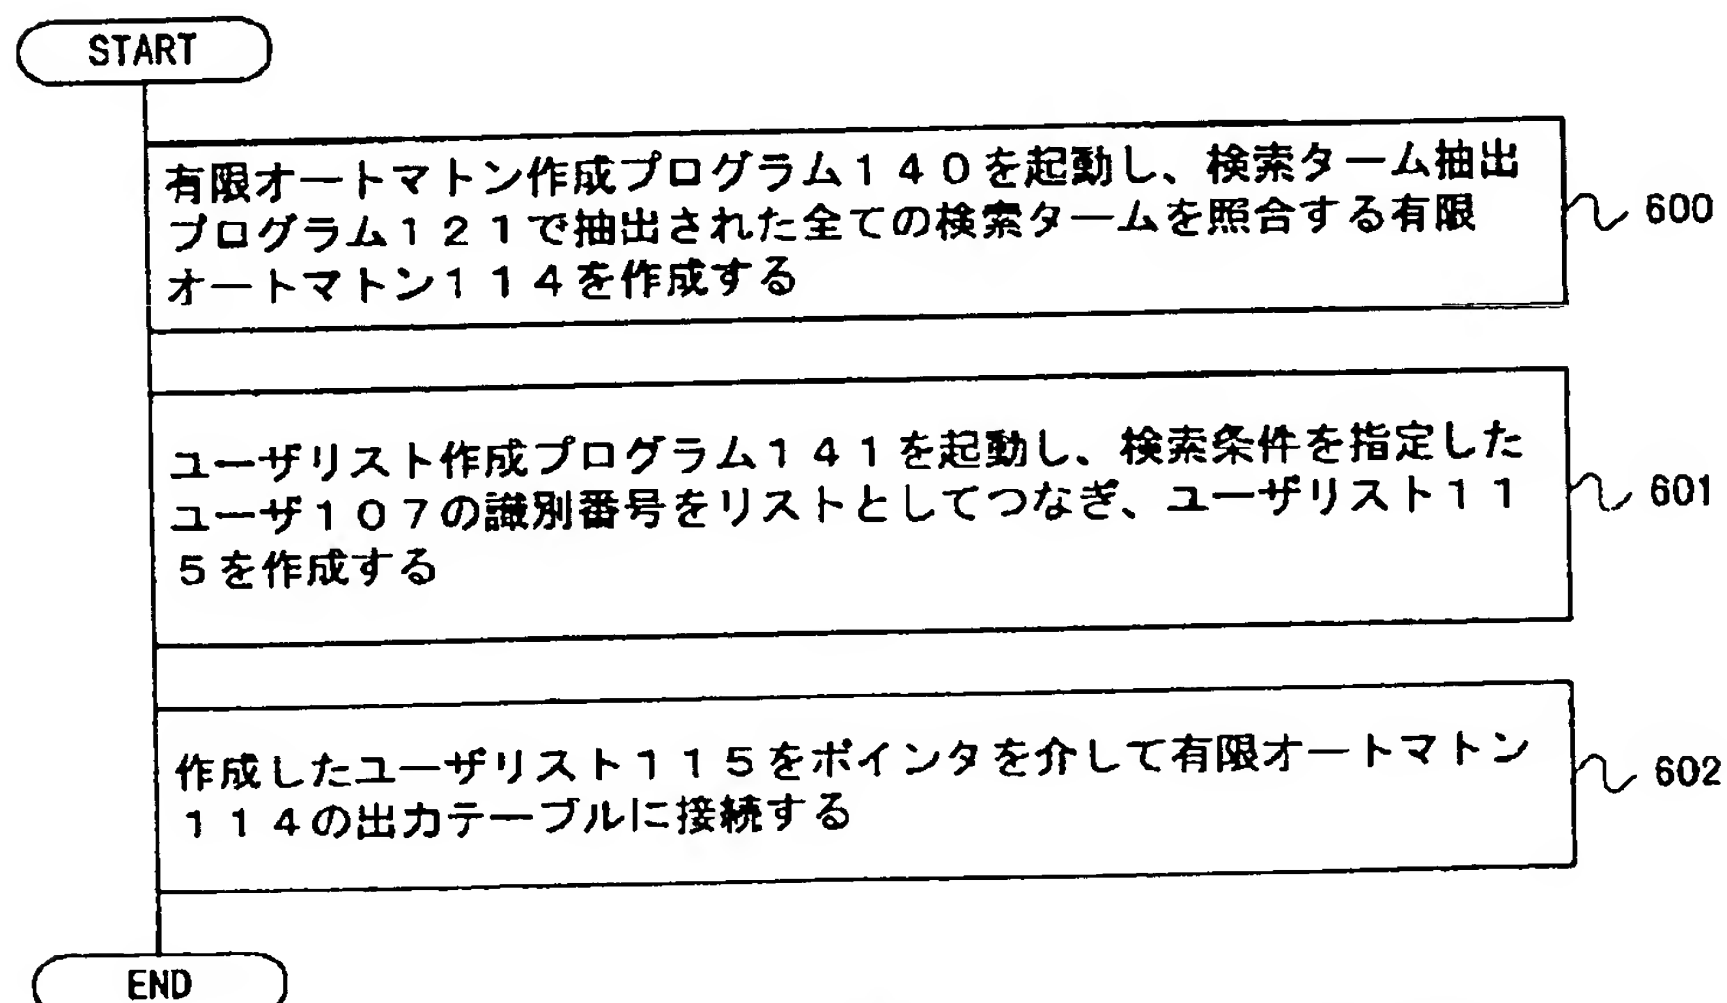 START
有限オートマトン作成プログラム１４０を起動し、検索ターム抽出
プログラム１２１で抽出された全ての検索タームを照合する有限
オートマトン１１４を作成する
600
ユーザリスト作成プログラム１４１を起動し、検索条件を指定した
ユーザ１０７の識別番号をリストとしてつなぎ、ユーザリスト１１
５を作成する
601
作成したユーザリスト１１５をポインタを介して有限オートマトン
１１４の出力テーブルに接続する
602
END